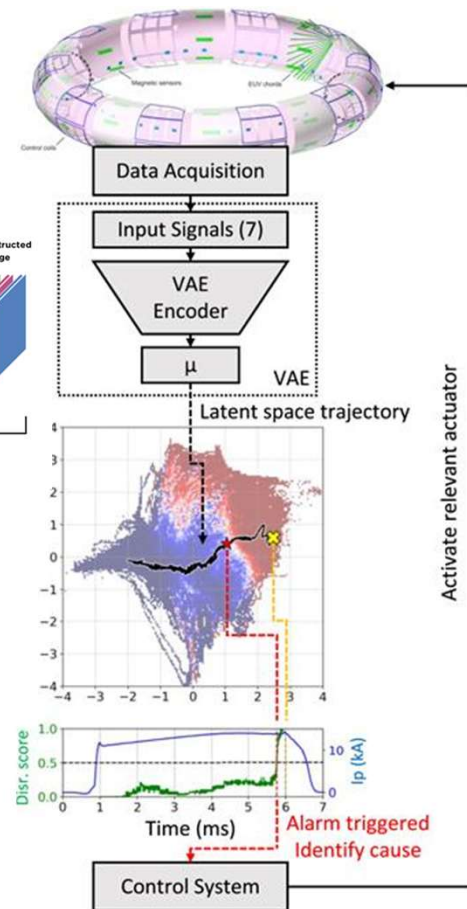 Magnetic sensors
EUV chords
Control coils
Data Acquisition
Input Signals (7)
VAE
Encoder
μ
VAE
Latent space trajectory
Activate relevant actuator
3
2
1
0
−1
−2
−3
−4
−4 −3 −2 −1 0 1 2 3 4
Disr. score
1.0
0.5
0.0
10
0
Ip (kA)
0 1 2 3 4 5 6 7
Time (ms)
Alarm triggered
Identify cause
Control System